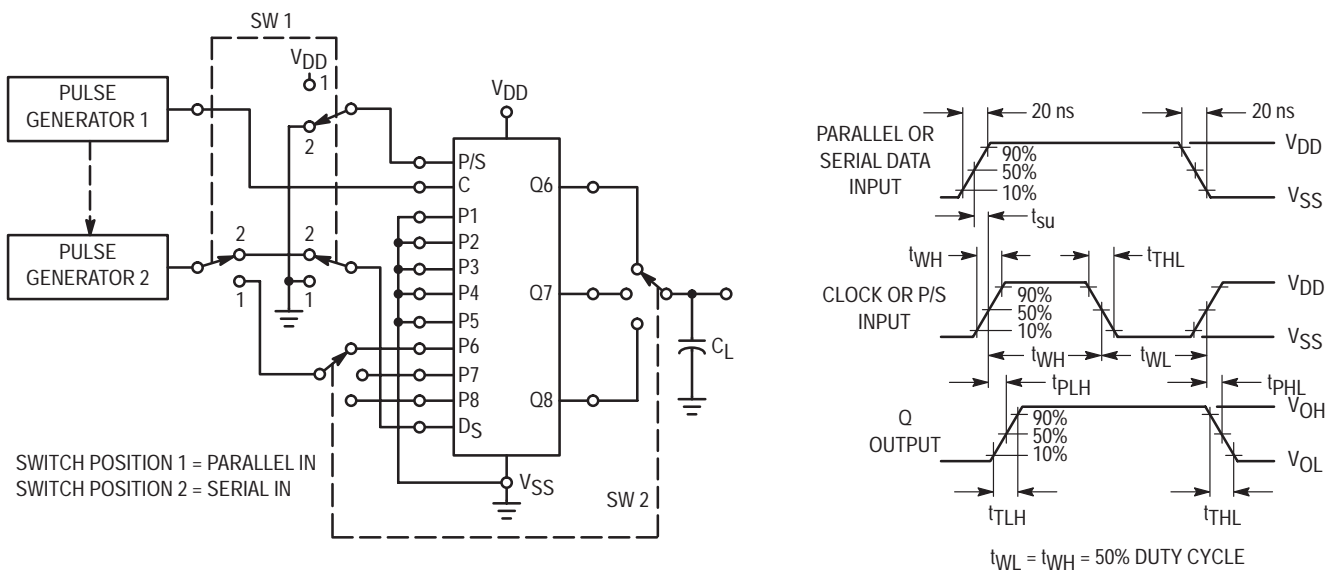 SW 1
VDD
1
2
PULSE
GENERATOR 1
PULSE
GENERATOR 2
2
1
2
1
VDD
P/S
C
P1
P2
P3
P4
P5
P6
P7
P8
DS
Q6
Q7
Q8
CL
VSS
SW 2
SWITCH POSITION 1 = PARALLEL IN
SWITCH POSITION 2 = SERIAL IN
20 ns
20 ns
PARALLEL OR
SERIAL DATA
INPUT
90%
50%
10%
VDD
VSS
tsu
tWH
tTHL
CLOCK OR P/S
INPUT
90%
50%
10%
VDD
VSS
tWH
tWL
tPLH
tPHL
Q
OUTPUT
90%
50%
10%
VOH
VOL
tTLH
tTHL
tWL = tWH = 50% DUTY CYCLE